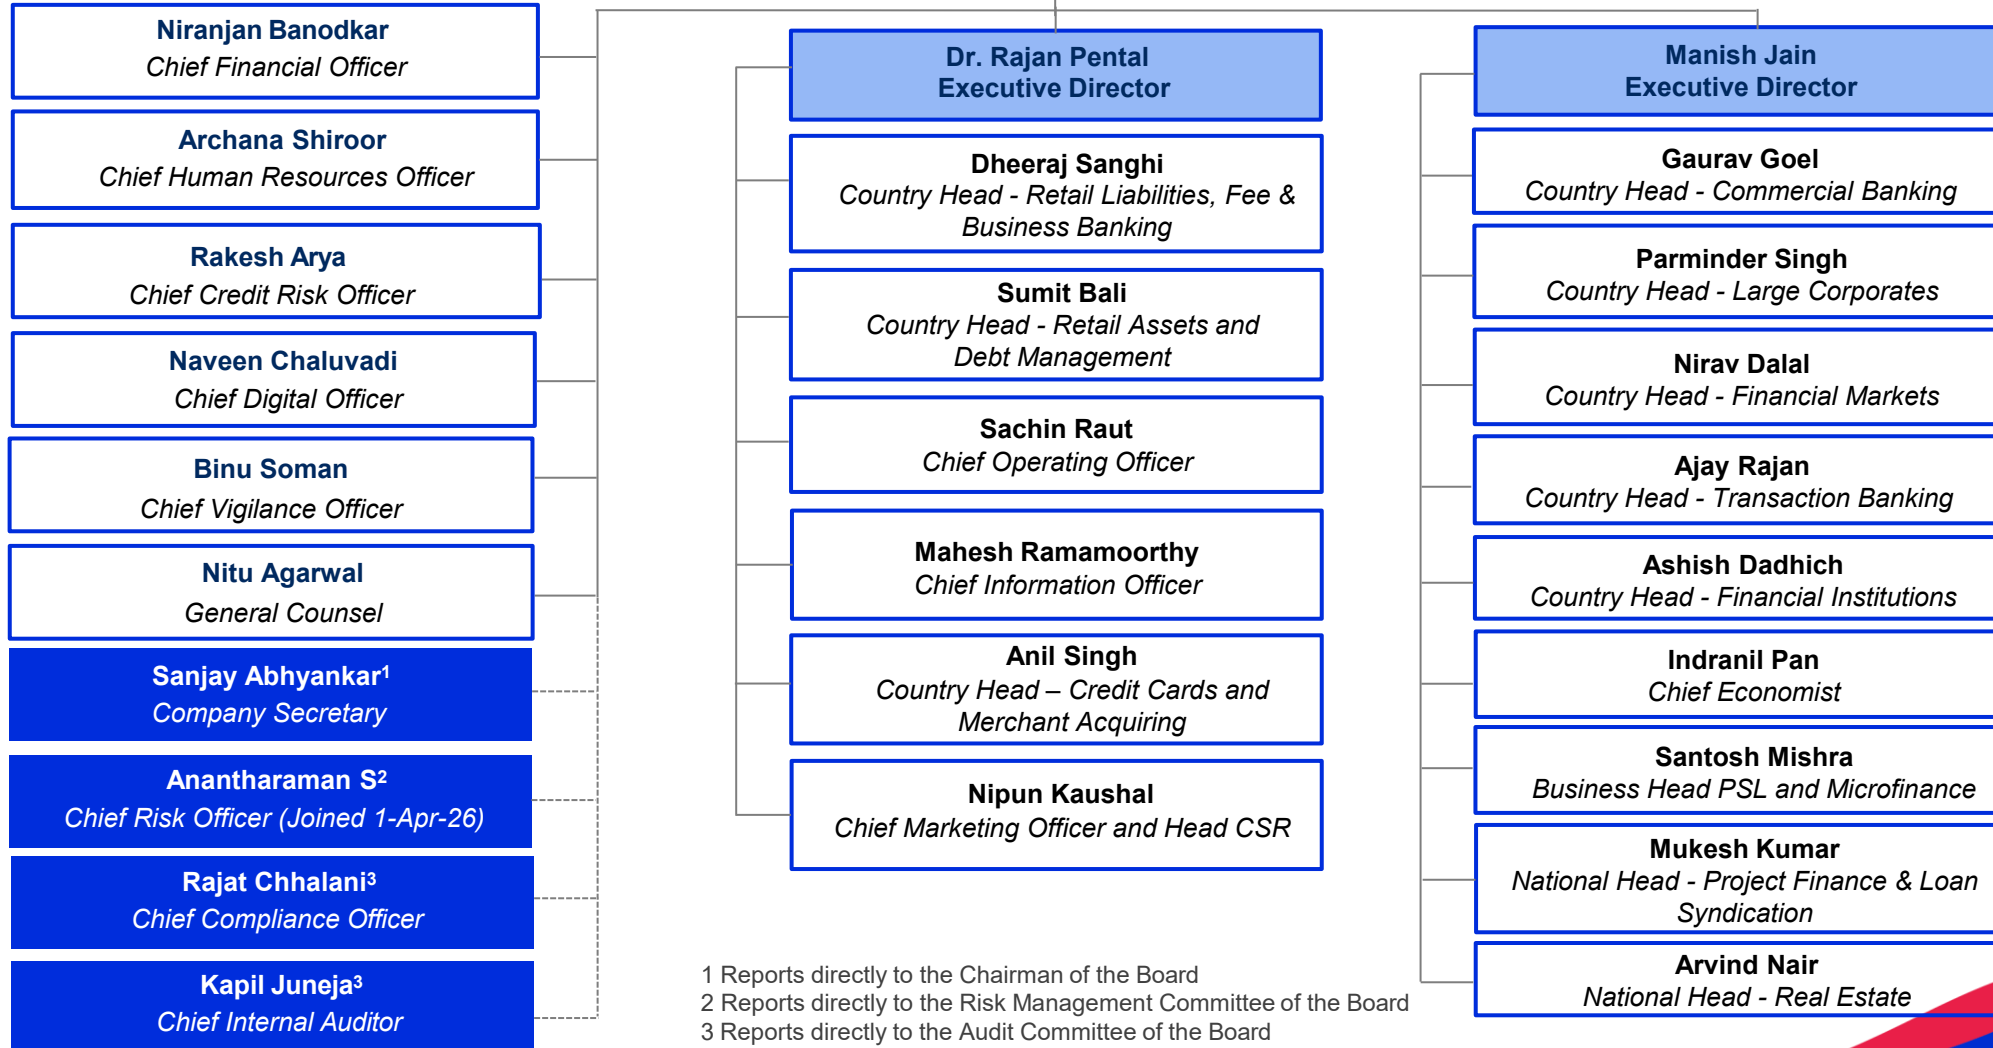 Niranjan Banodkar
Chief Financial Officer
Archana Shiroor
Chief Human Resources Officer
Rakesh Arya
Chief Credit Risk Officer
Naveen Chaluvadi
Chief Digital Officer
Binu Soman
Chief Vigilance Officer
Nitu Agarwal
General Counsel
Sanjay Abhyankar¹
Company Secretary
Anantharaman S²
Chief Risk Officer (Joined 1-Apr-26)
Rajat Chhalani³
Chief Compliance Officer
Kapil Juneja³
Chief Internal Auditor
Dr. Rajan Pental
Executive Director
Dheeraj Sanghi
Country Head - Retail Liabilities, Fee &
Business Banking
Sumit Bali
Country Head - Retail Assets and
Debt Management
Sachin Raut
Chief Operating Officer
Mahesh Ramamoorthy
Chief Information Officer
Anil Singh
Country Head – Credit Cards and
Merchant Acquiring
Nipun Kaushal
Chief Marketing Officer and Head CSR
Manish Jain
Executive Director
Gaurav Goel
Country Head - Commercial Banking
Parminder Singh
Country Head - Large Corporates
Nirav Dalal
Country Head - Financial Markets
Ajay Rajan
Country Head - Transaction Banking
Ashish Dadhich
Country Head - Financial Institutions
Indranil Pan
Chief Economist
Santosh Mishra
Business Head PSL and Microfinance
Mukesh Kumar
National Head - Project Finance & Loan
Syndication
Arvind Nair
National Head - Real Estate
1 Reports directly to the Chairman of the Board
2 Reports directly to the Risk Management Committee of the Board
3 Reports directly to the Audit Committee of the Board